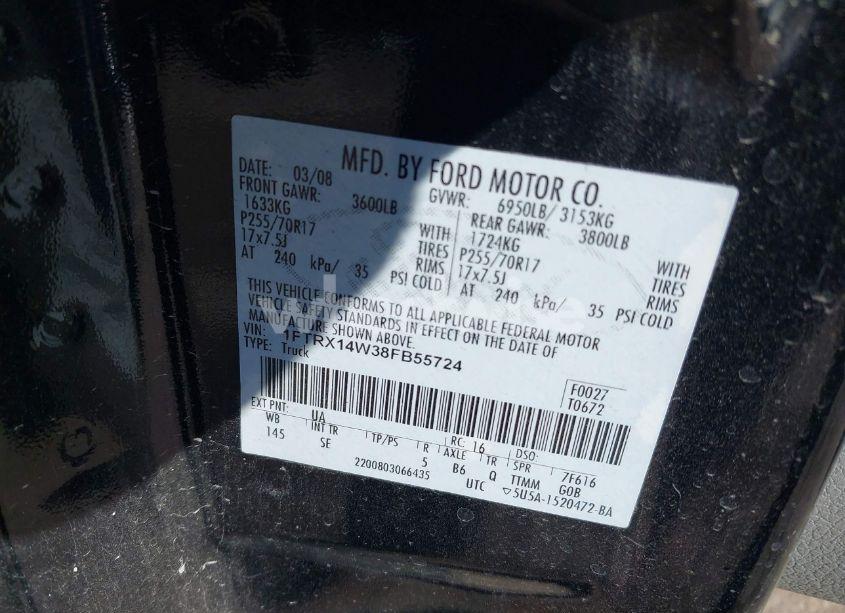 MFD. BY FORD MOTOR CO.
DATE: 03/08 GVWR: 6950LB/ 3153KG
FRONT GAWR: 3600LB REAR GAWR: 3800LB
1633KG WITH 1724KG WITH
P255/70R17 TIRES P255/70R17 TIRES
17x7.5J RIMS 17x7.5J RIMS
AT 240 kPa/ 35 PSI COLD AT 240 kPa/ 35 PSI COLD
THIS VEHICLE CONFORMS TO ALL APPLICABLE FEDERAL MOTOR
VEHICLE SAFETY STANDARDS IN EFFECT ON THE DATE OF
MANUFACTURE SHOWN ABOVE.
VIN: 1FTRX14W38FB55724
TYPE: Truck
F0027
T0672
EXT PNT: UA RC: 16 DSO:
WB INT TR TP/PS R AXLE TR SPR 7F616
145 SE 5 B6 Q TTMM GOB
2200803066435 UTC ▽5U5A-1520472-BA